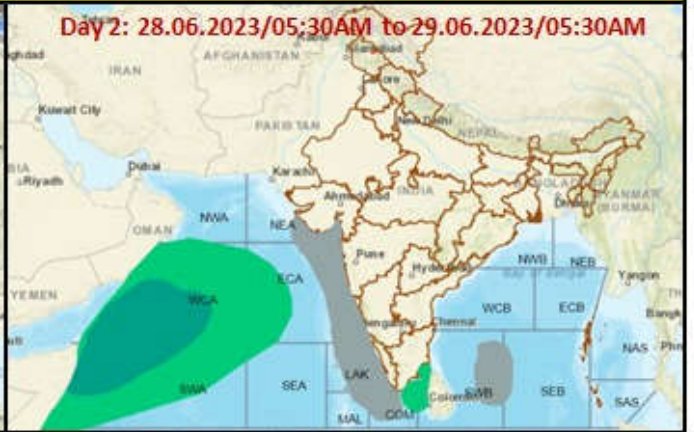 Day 2: 28.06.2023/05:30AM to 29.06.2023/05:30AM
AFGHANISTAN
IRAN
Kuwait City
PAKISTAN
New Delhi
NEPAL
Dubai
Riyadh
Karachi
Ahmedabad
INDIA
MYANMAR
(BURMA)
OMAN
NWA
NEA
Pune
Hyderabad
NWB
NEB
Yangon
YEMEN
WCA
ECA
WCB
ECB
Chennai
NAS
LAK
SWA
SEA
Colombo
SWB
SEB
SAS
MAL
COM